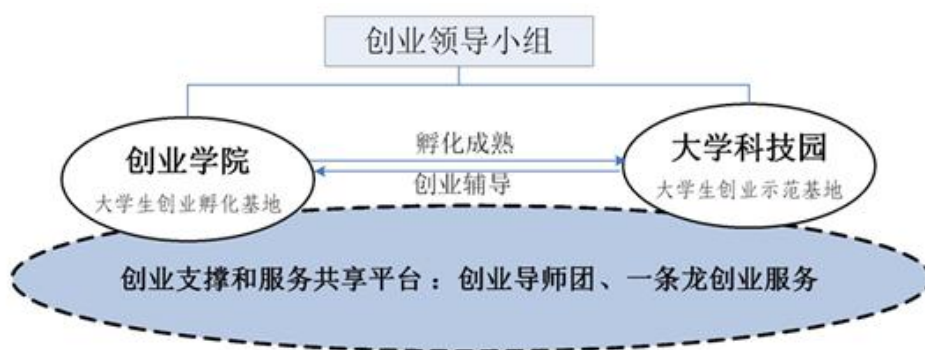 创业领导小组
孵化成熟
创业学院
大学科技园
创业辅导
大学生创业孵化基地
大学生创业示范基地
创业支撑和服务共享平台：创业导师团、一条龙创业服务